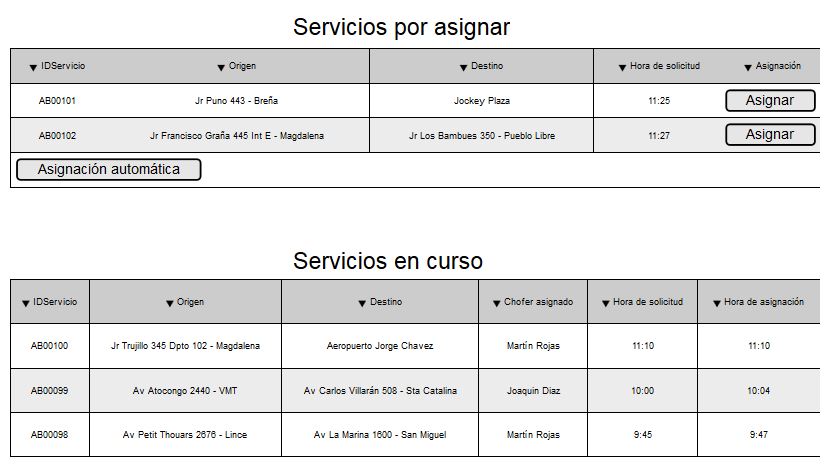 Servicios por asignar
▼ IDServicio ▼ Origen ▼ Destino ▼ Hora de solicitud ▼ Asignación
AB00101 Jr Puno 443 - Breña Jockey Plaza 11:25 Asignar
AB00102 Jr Francisco Graña 445 Int E - Magdalena Jr Los Bambues 350 - Pueblo Libre 11:27 Asignar
Asignación automática
Servicios en curso
▼ IDServicio ▼ Origen ▼ Destino ▼ Chofer asignado ▼ Hora de solicitud ▼ Hora de asignación
AB00100 Jr Trujillo 345 Dpto 102 - Magdalena Aeropuerto Jorge Chavez Martín Rojas 11:10 11:10
AB00099 Av Atocongo 2440 - VMT Av Carlos Villarán 508 - Sta Catalina Joaquin Diaz 10:00 10:04
AB00098 Av Petit Thouars 2676 - Lince Av La Marina 1600 - San Miguel Martín Rojas 9:45 9:47